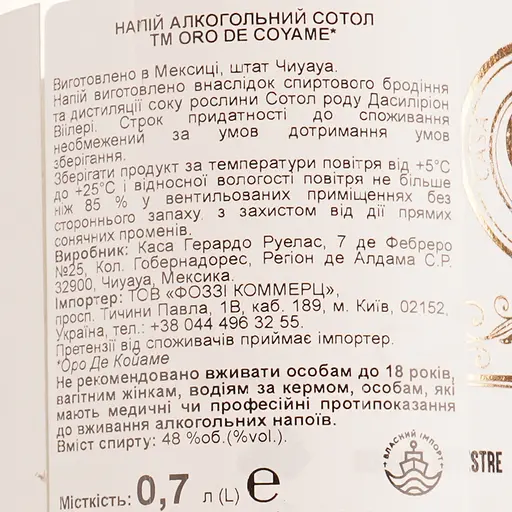 НАПІЙ АЛКОГОЛЬНИЙ СОТОЛ
ТМ ORO DE COYAME*
Виготовлено в Мексиці, штат Чиуауа.
Напій виготовлено внаслідок спиртового бродіння
та дистиляції соку рослини Сотол роду Дасиліріон
Віілері. Строк придатності до споживання
необмежений за умов дотримання умов
зберігання.
Зберігати продукт за температури повітря від +5°С
до +25°С і відносної вологості повітря не більше
ніж 85 % у вентильованих приміщеннях без
стороннього запаху, з захистом від дії прямих
сонячних променів.
Виробник: Каса Герардо Руелас, 7 де Фебреро
№25, Кол. Гобернадорес, Регіон де Алдама С.Р.
32900, Чиуауа, Мексика.
Імпортер: ТОВ «ФОЗЗІ КОММЕРЦ»,
просп. Тичини Павла, 1В, каб. 189, м. Київ, 02152,
Україна, тел.: +38 044 496 32 55.
Претензії від споживачів приймає імпортер.
*Оро Де Койаме
Не рекомендовано вживати особам до 18 років,
вагітним жінкам, водіям за кермом, особам, які
мають медичні чи професійні протипоказання
до вживання алкогольних напоїв.
Вміст спирту: 48 %об.(%vol.).
Місткість: 0,7 л (L) e
ВЛАСНИЙ ІМПОРТ
STRE